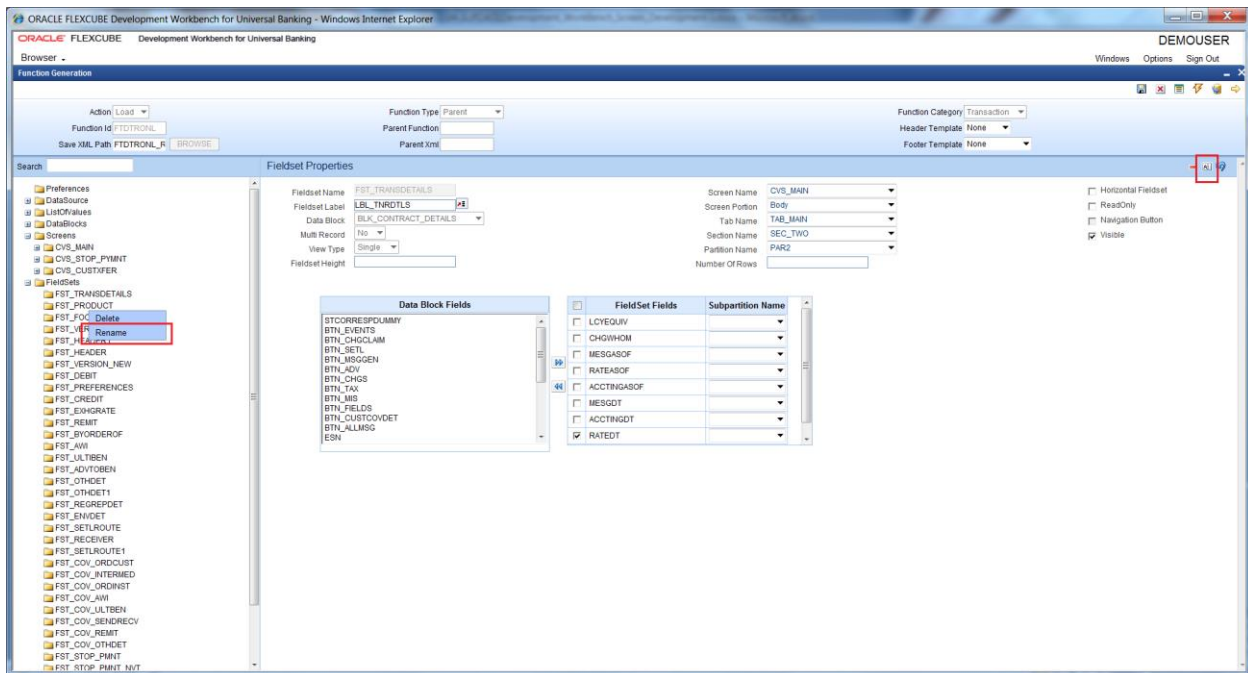 ORACLE FLEXCUBE Development Workbench for Universal Banking - Windows Internet Explorer
ORACLE FLEXCUBE Development Workbench for Universal Banking
DEMOUSER
Browser
Windows Options Sign Out
Function Generation
Action Load
Function Type Parent
Function Category Transaction
Function Id FTDTRONL
Parent Function
Header Template None
Save XML Path FTDTRONL_R BROWSE
Parent Xml
Footer Template None
Search
Fieldset Properties
Preferences
DataSource
ListOfValues
DataBlocks
Screens
CVS_MAIN
CVS_STOP_PYMNT
CVS_CUSTXFER
FieldSets
FST_TRANSDETAILS
FST_PRODUCT
FST_FOO
Delete
FST_VER
Rename
FST_HEADER1
FST_HEADER
FST_VERSION_NEW
FST_DEBIT
FST_PREFERENCES
FST_CREDIT
FST_EXHGRATE
FST_REMIT
FST_BYORDEROF
FST_AWI
FST_ULTIBEN
FST_ADVTOBEN
FST_OTHDET
FST_OTHDET1
FST_REGREPDET
FST_ENVDET
FST_SETLROUTE
FST_RECEIVER
FST_SETLROUTE1
FST_COV_ORDCUST
FST_COV_INTERMED
FST_COV_ORDINST
FST_COV_AWI
FST_COV_ULTBEN
FST_COV_SENDRECV
FST_COV_REMIT
FST_COV_OTHDET
FST_STOP_PMNT
FST_STOP_PMNT_NVT
Fieldset Name FST_TRANSDETAILS
Fieldset Label LBL_TNRDTLS
Data Block BLK_CONTRACT_DETAILS
Multi Record No
View Type Single
Fieldset Height
Screen Name CVS_MAIN
Screen Portion Body
Tab Name TAB_MAIN
Section Name SEC_TWO
Partition Name PAR2
Number Of Rows
Horizontal Fieldset
ReadOnly
Navigation Button
Visible
Data Block Fields
STCORRESPDUMMY
BTN_EVENTS
BTN_CHGCLAIM
BTN_SETL
BTN_MSGGEN
BTN_ADV
BTN_CHGS
BTN_TAX
BTN_MIS
BTN_FIELDS
BTN_CUSTCOVDET
BTN_ALLMSG
ESN
FieldSet Fields Subpartition Name
LCYEQUIV
CHGWHOM
MESGASOF
RATEASOF
ACCTINGASOF
MESGDT
ACCTINGDT
RATEDT